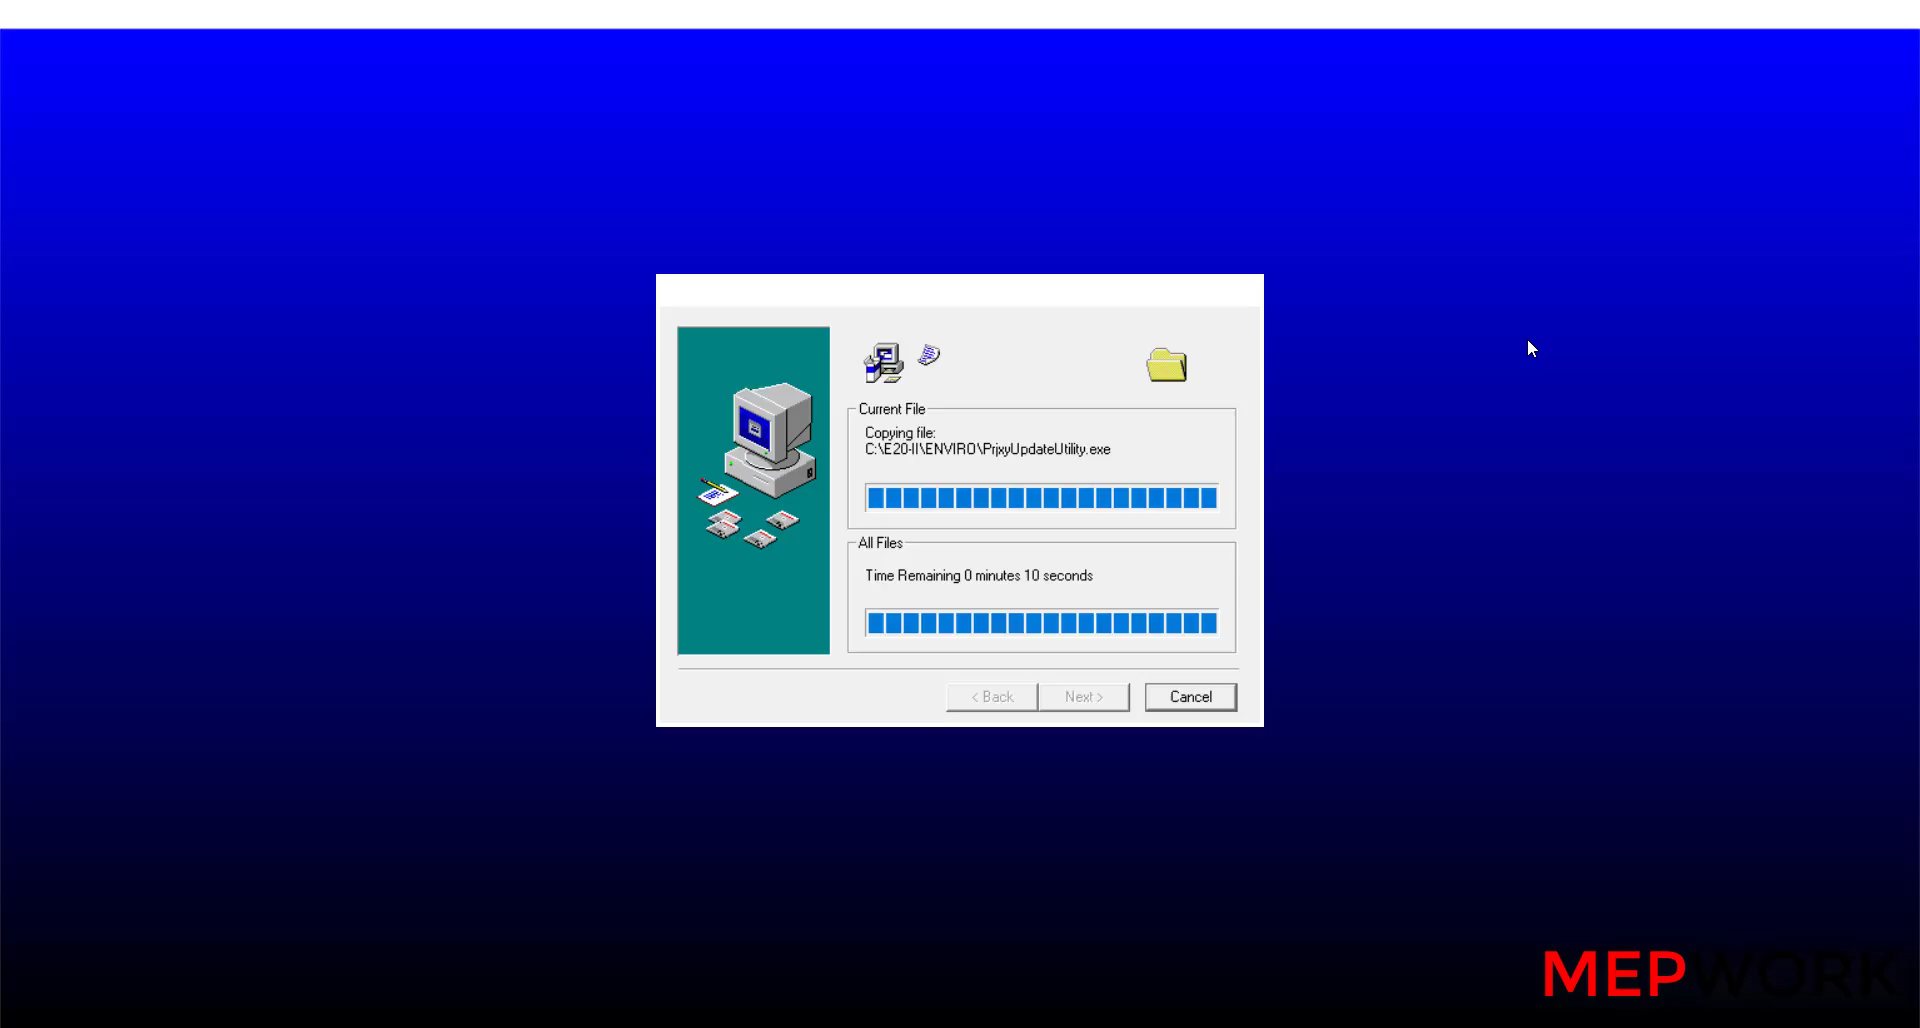 Current File
Copying file:
C:\E20-II\ENVIRO\PrjxyUpdateUtility.exe
All Files
Time Remaining 0 minutes 10 seconds
< Back
Next >
Cancel
MEPWORK